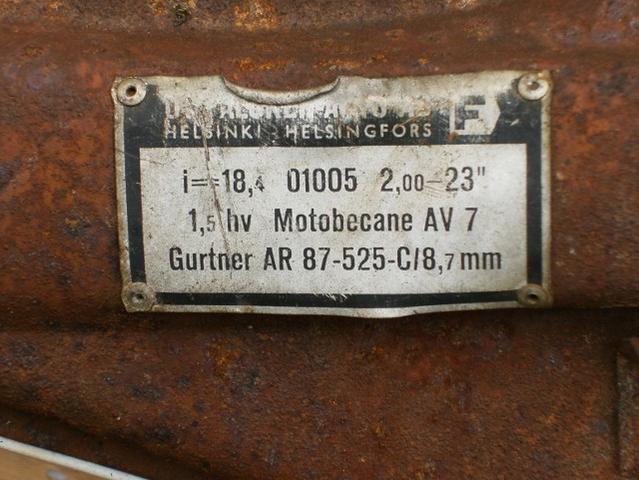 HELSINKI HELSINGFORS F
i=18,4 01005 2,00-23"
1,5 hv Motobecane AV 7
Gurtner AR 87-525-C/8,7 mm